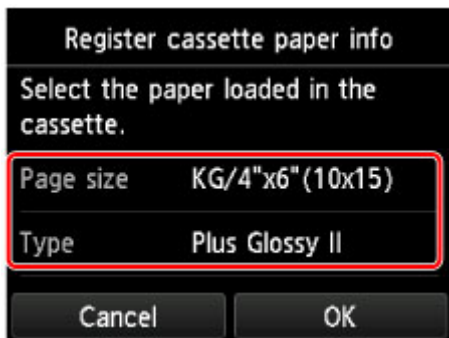 Register cassette paper info
Select the paper loaded in the
cassette.
Page size KG/4"x6"(10x15)
Type Plus Glossy II
Cancel OK